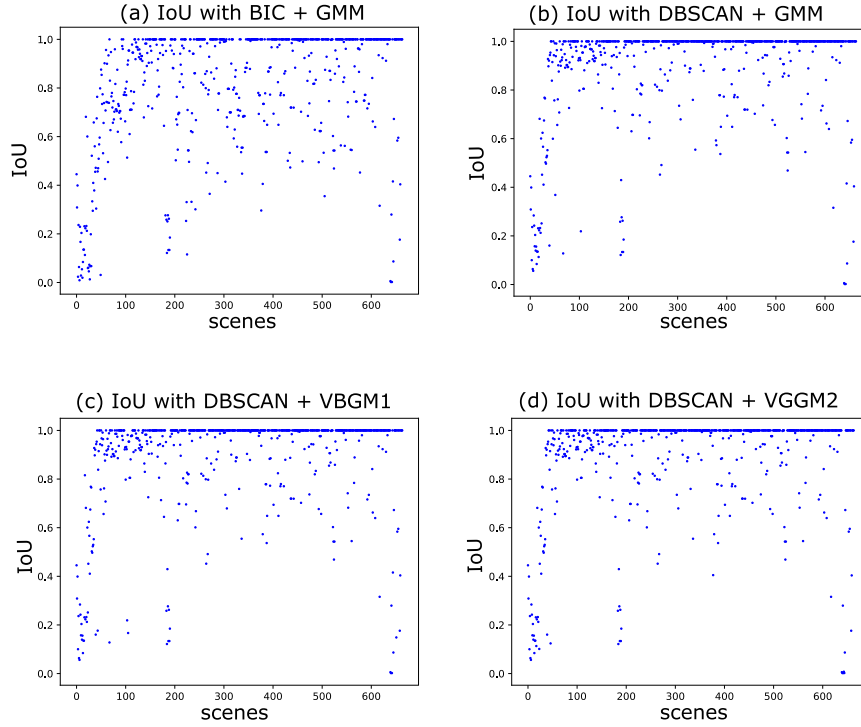 (a) IoU with BIC + GMM
1.0
0.8
0.6
0.4
0.2
0.0
IoU
0 100 200 300 400 500 600
scenes
(b) IoU with DBSCAN + GMM
1.0
0.8
0.6
0.4
0.2
0.0
IoU
0 100 200 300 400 500 600
scenes
(c) IoU with DBSCAN + VBGM1
1.0
0.8
0.6
0.4
0.2
0.0
IoU
0 100 200 300 400 500 600
scenes
(d) IoU with DBSCAN + VGGM2
1.0
0.8
0.6
0.4
0.2
0.0
IoU
0 100 200 300 400 500 600
scenes